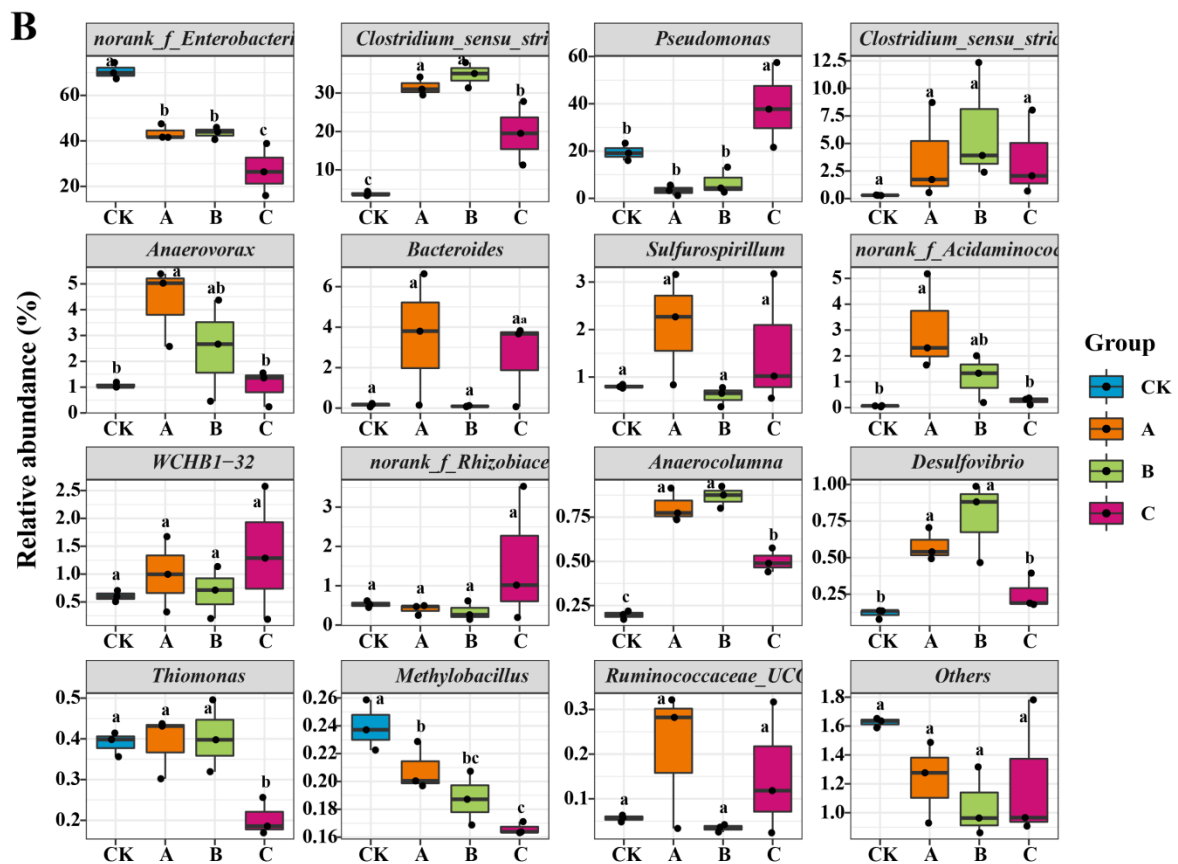 B
norank_f_Enterobacteri
Clostridium_sensu_stri
Pseudomonas
Clostridium_sensu_stric
60
40
20
a
b
b
c
CK
A
B
C
30
20
10
c
a
a
b
CK
A
B
C
60
40
20
0
b
b
b
a
CK
A
B
C
12.5
10.0
7.5
5.0
2.5
0.0
a
a
a
a
CK
A
B
C
Relative abundance (%)
Anaerovorax
Bacteroides
Sulfurospirillum
norank_f_Acidaminococ
5
4
3
2
1
0
b
a
ab
b
CK
A
B
C
6
4
2
0
a
a
a
aa
CK
A
B
C
3
2
1
a
a
a
a
CK
A
B
C
5
4
3
2
1
0
b
a
ab
b
CK
A
B
C
WCHB1−32
norank_f_Rhizobiace
Anaerocolumna
Desulfovibrio
2.5
2.0
1.5
1.0
0.5
a
a
a
a
CK
A
B
C
3
2
1
0
a
a
a
a
CK
A
B
C
0.75
0.50
0.25
c
a
a
b
CK
A
B
C
1.00
0.75
0.50
0.25
b
a
a
b
CK
A
B
C
Thiomonas
Methylobacillus
Ruminococcaceae_UCG
Others
0.5
0.4
0.3
0.2
a
a
a
b
CK
A
B
C
0.26
0.24
0.22
0.20
0.18
0.16
a
b
bc
c
CK
A
B
C
0.3
0.2
0.1
a
a
a
a
CK
A
B
C
1.8
1.6
1.4
1.2
1.0
a
a
a
a
CK
A
B
C
Group
CK
A
B
C